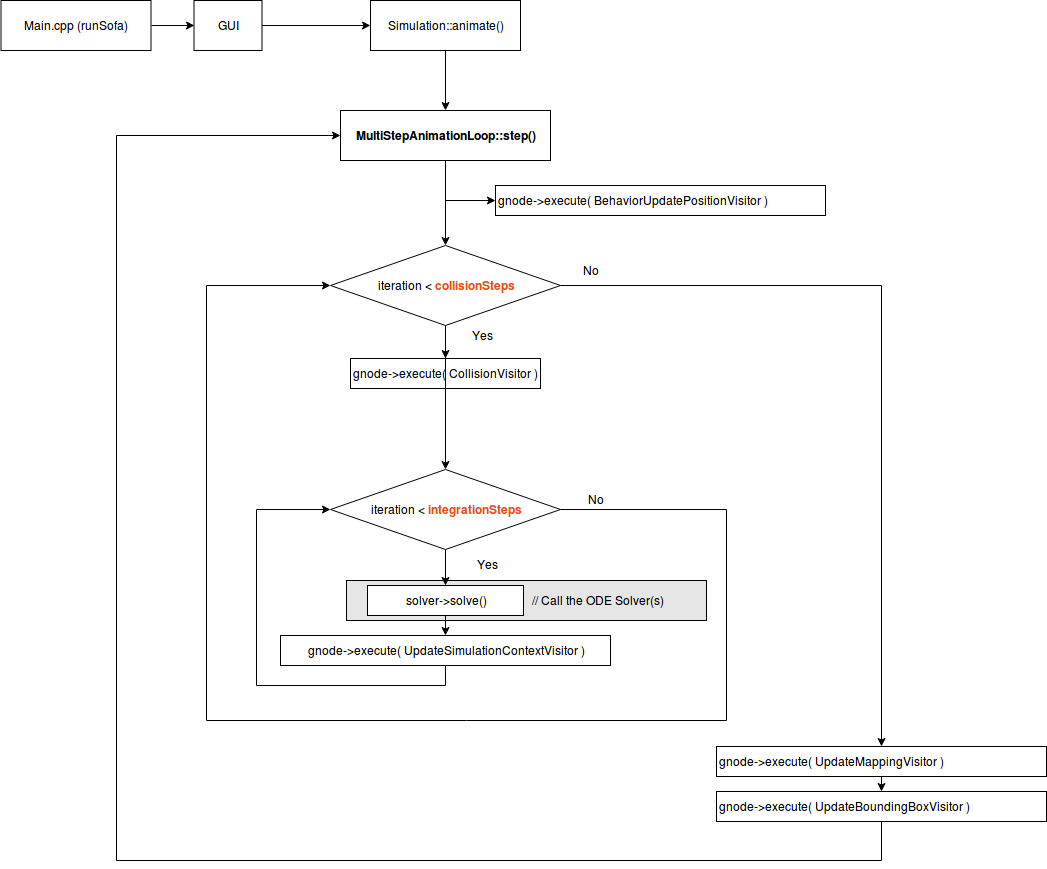 Main.cpp (runSofa)
GUI
Simulation::animate()
MultiStepAnimationLoop::step()
gnode->execute( BehaviorUpdatePositionVisitor )
iteration < collisionSteps
No
Yes
gnode->execute( CollisionVisitor )
iteration < integrationSteps
No
Yes
solver->solve()
// Call the ODE Solver(s)
gnode->execute( UpdateSimulationContextVisitor )
gnode->execute( UpdateMappingVisitor )
gnode->execute( UpdateBoundingBoxVisitor )